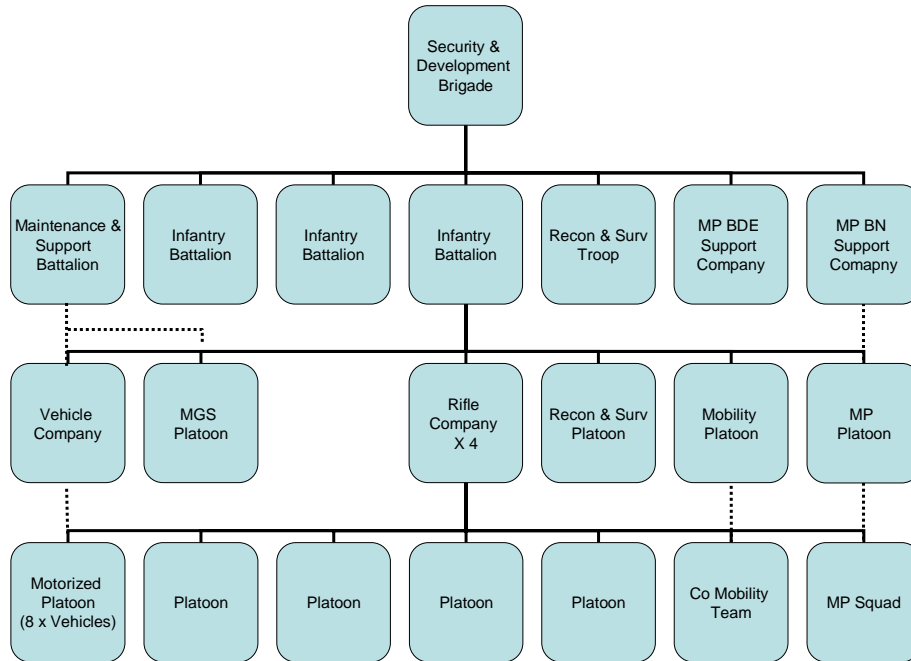 Security &
Development
Brigade
Maintenance &
Support
Battalion
Infantry
Battalion
Infantry
Battalion
Infantry
Battalion
Recon & Surv
Troop
MP BDE
Support
Company
MP BN
Support
Comapny
Vehicle
Company
MGS
Platoon
Rifle
Company
X 4
Recon & Surv
Platoon
Mobility
Platoon
MP
Platoon
Motorized
Platoon
(8 x Vehicles)
Platoon
Platoon
Platoon
Platoon
Co Mobility
Team
MP Squad